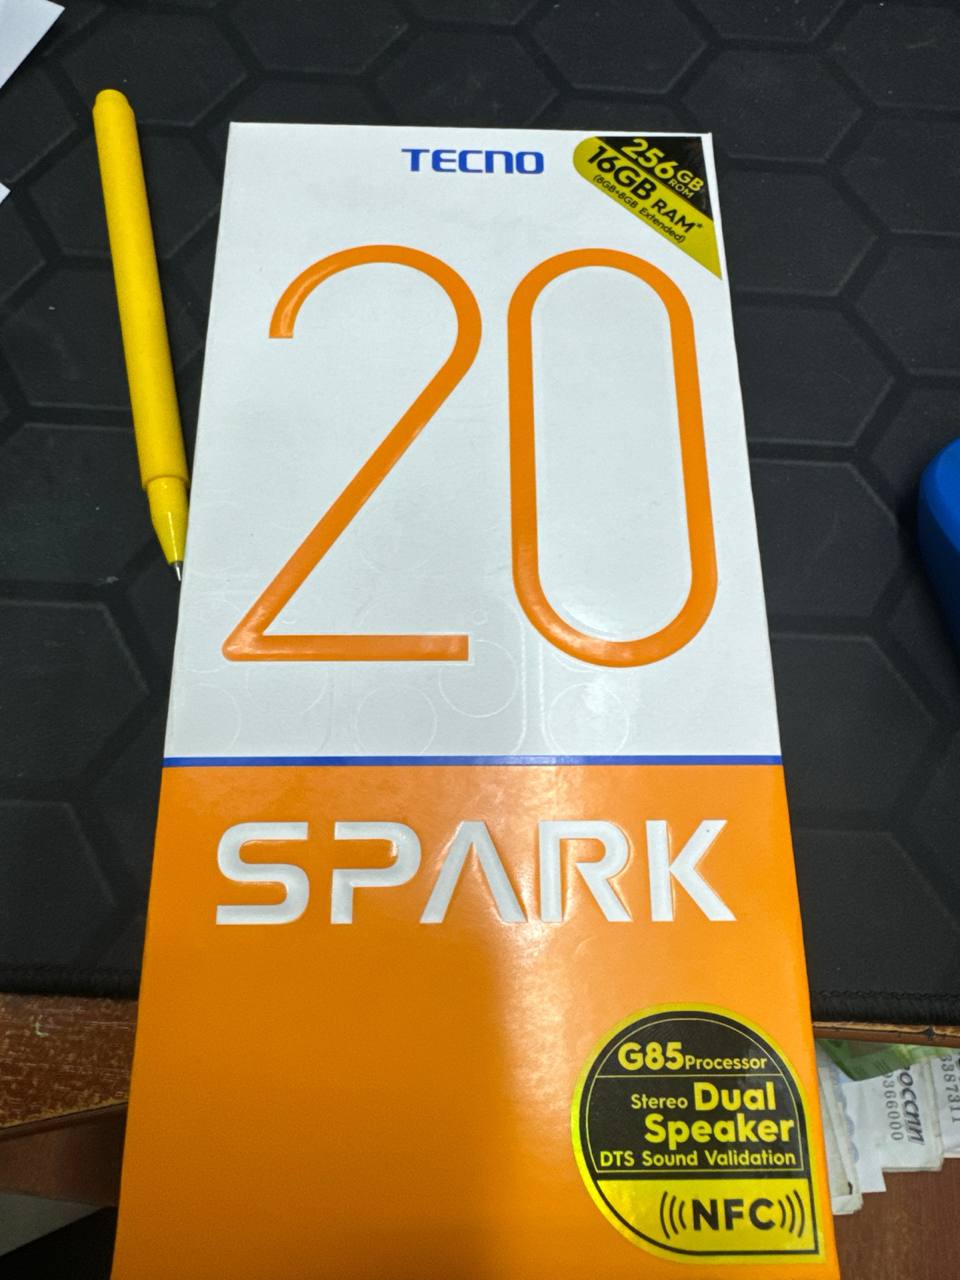 TECNO
256GB ROM
16GB RAM*
(8GB+8GB Extended)
20
SPARK
G85 Processor
Stereo Dual
Speaker
DTS Sound Validation
NFC